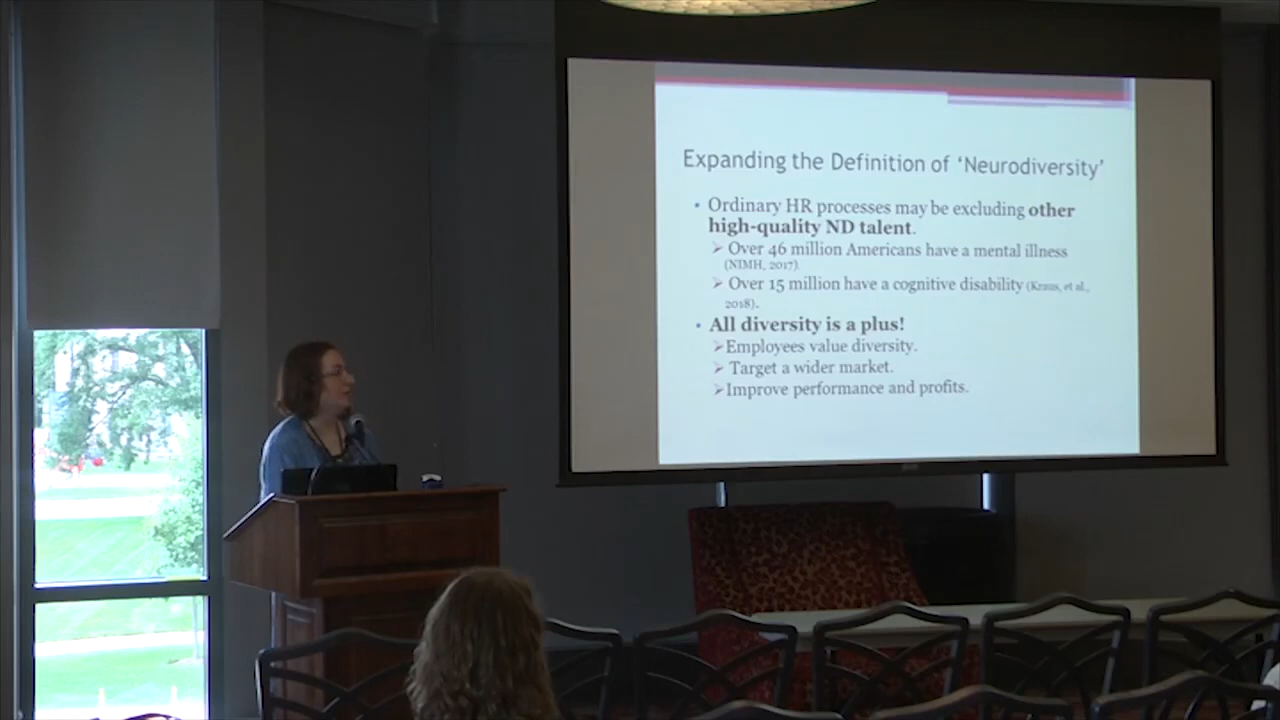 Expanding the Definition of ‘Neurodiversity’
• Ordinary HR processes may be excluding other
high-quality ND talent.
➢ Over 46 million Americans have a mental illness
(NIMH, 2017)
➢ Over 15 million have a cognitive disability (Kraus, et al.,
2018).
• All diversity is a plus!
➢Employees value diversity.
➢ Target a wider market.
➢Improve performance and profits.